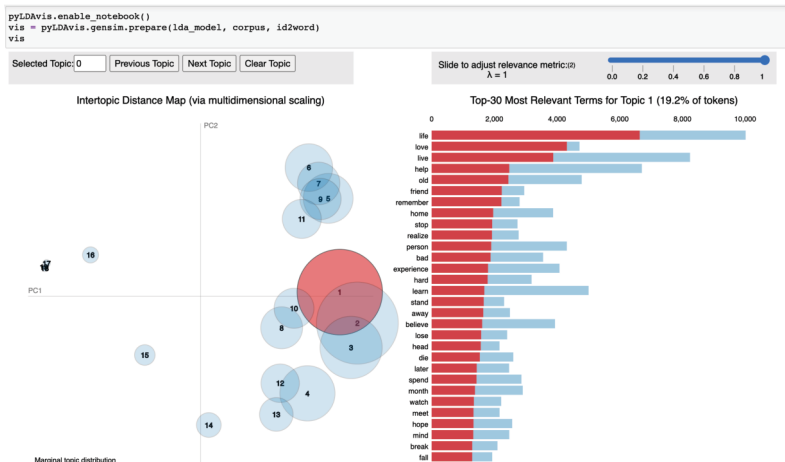 pyLDAvis.enable_notebook()
vis = pyLDAvis.gensim.prepare(lda_model, corpus, id2word)
vis
Selected Topic: 0 Previous Topic Next Topic Clear Topic
Slide to adjust relevance metric:(2)
λ = 1
0.0 0.2 0.4 0.6 0.8 1
Intertopic Distance Map (via multidimensional scaling)
PC2
PC1
6
7
9 5
11
16
17
1
10
2
8
3
15
12
4
13
14
Marginal topic distribution
Top-30 Most Relevant Terms for Topic 1 (19.2% of tokens)
0 2,000 4,000 6,000 8,000 10,000
life
love
live
help
old
friend
remember
home
stop
realize
person
bad
experience
hard
learn
stand
away
believe
lose
head
die
later
spend
month
watch
meet
hope
mind
break
fall